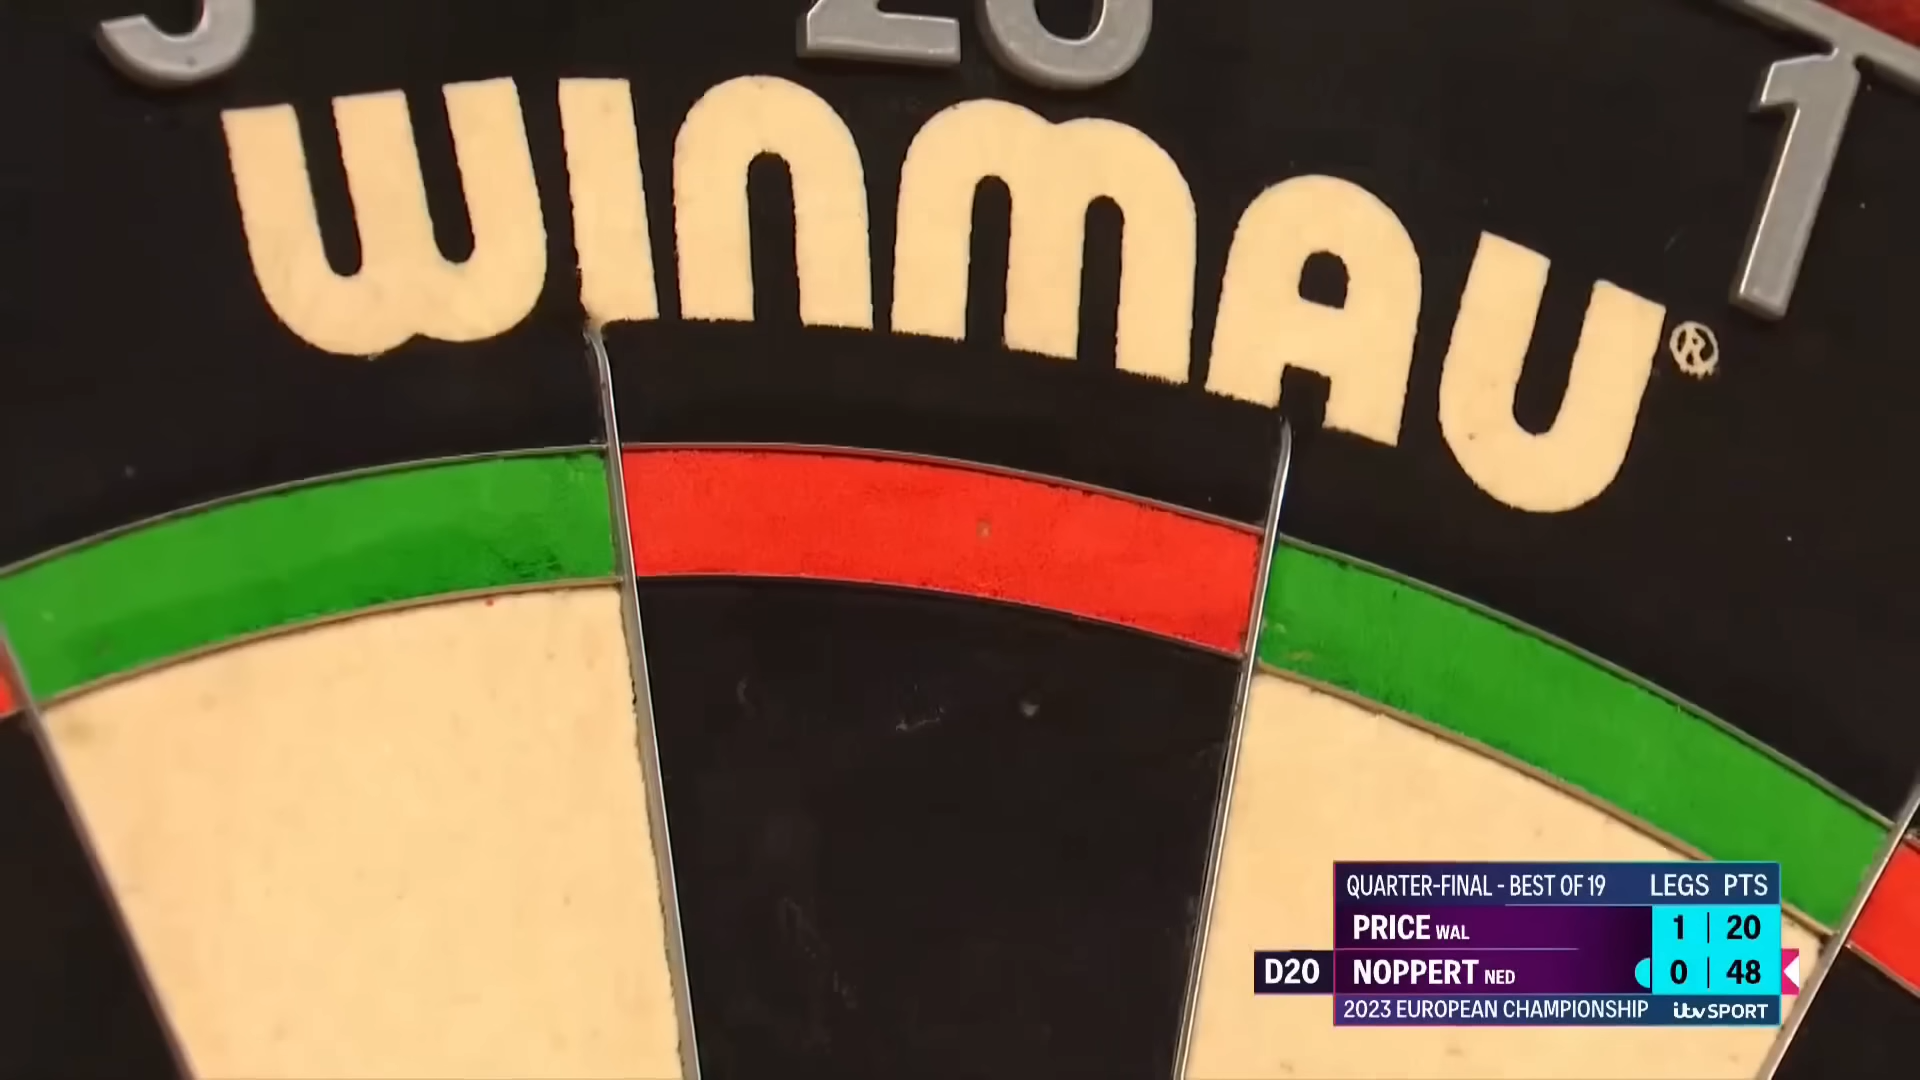 20 1
WINMAU®
QUARTER-FINAL - BEST OF 19 LEGS PTS
PRICE WAL 1 20
D20 NOPPERT NED 0 48
2023 EUROPEAN CHAMPIONSHIP itv SPORT